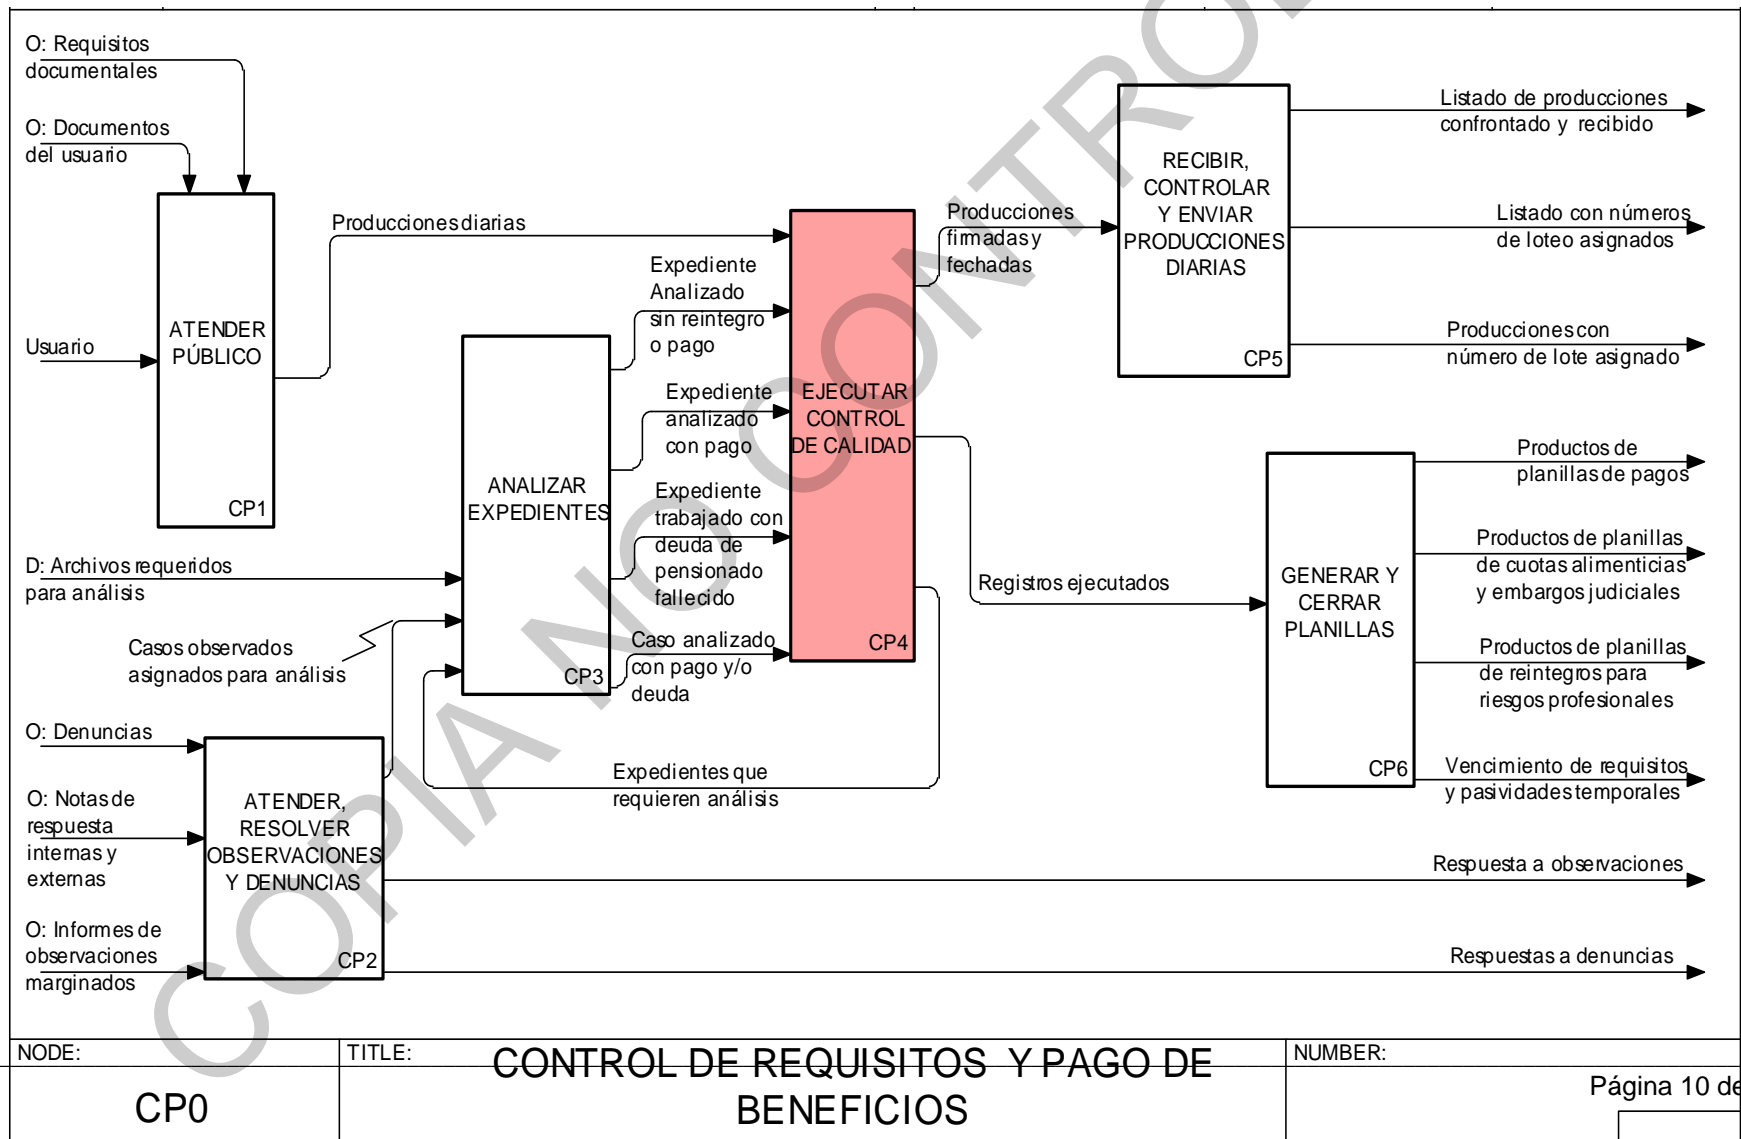 O: Requisitos
documentales
O: Documentos
del usuario
Usuario
ATENDER
PÚBLICO
CP1
Producciones diarias
D: Archivos requeridos
para análisis
Casos observados
asignados para análisis
O: Denuncias
O: Notas de
respuesta
internas y
externas
O: Informes de
observaciones
marginados
ATENDER,
RESOLVER
OBSERVACIONES
Y DENUNCIAS
CP2
ANALIZAR
EXPEDIENTES
CP3
Expediente
Analizado
sin reintegro
o pago
Expediente
analizado
con pago
Expediente
trabajado con
deuda de
pensionado
fallecido
Caso analizado
con pago y/o
deuda
Expedientes que
requieren análisis
EJECUTAR
CONTROL
DE CALIDAD
CP4
Producciones
firmadas y
fechadas
Registros ejecutados
RECIBIR,
CONTROLAR
Y ENVIAR
PRODUCCIONES
DIARIAS
CP5
Listado de producciones
confrontado y recibido
Listado con números
de loteo asignados
Producciones con
número de lote asignado
GENERAR Y
CERRAR
PLANILLAS
CP6
Productos de
planillas de pagos
Productos de planillas
de cuotas alimenticias
y embargos judiciales
Productos de planillas
de reintegros para
riesgos profesionales
Vencimiento de requisitos
y pasividades temporales
Respuesta a observaciones
Respuestas a denuncias
COPIA NO CONTROL
NODE:
CP0
TITLE:
CONTROL DE REQUISITOS Y PAGO DE
BENEFICIOS
NUMBER:
Página 10 de